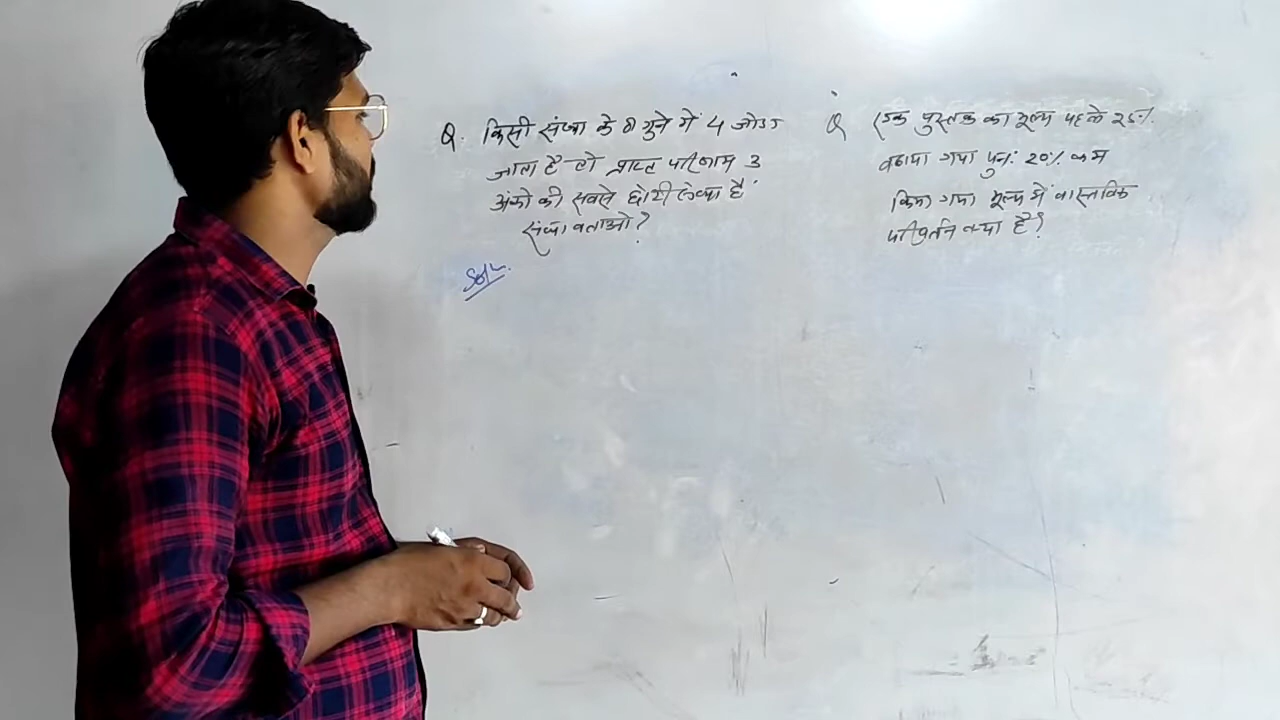 Q. किसी संख्या के 8 गुने में 4 जोडा
जाता है तो प्राप्त परिणाम 3
अंको की सबसे छोटी संख्या है
संख्या बताओ?
Soln.
Q एक पुस्तक का मूल्य पहले 25%
बढाया गया पुनः 20% कम
किया गया मूल्य में वास्तविक
परिवर्तन क्या है?